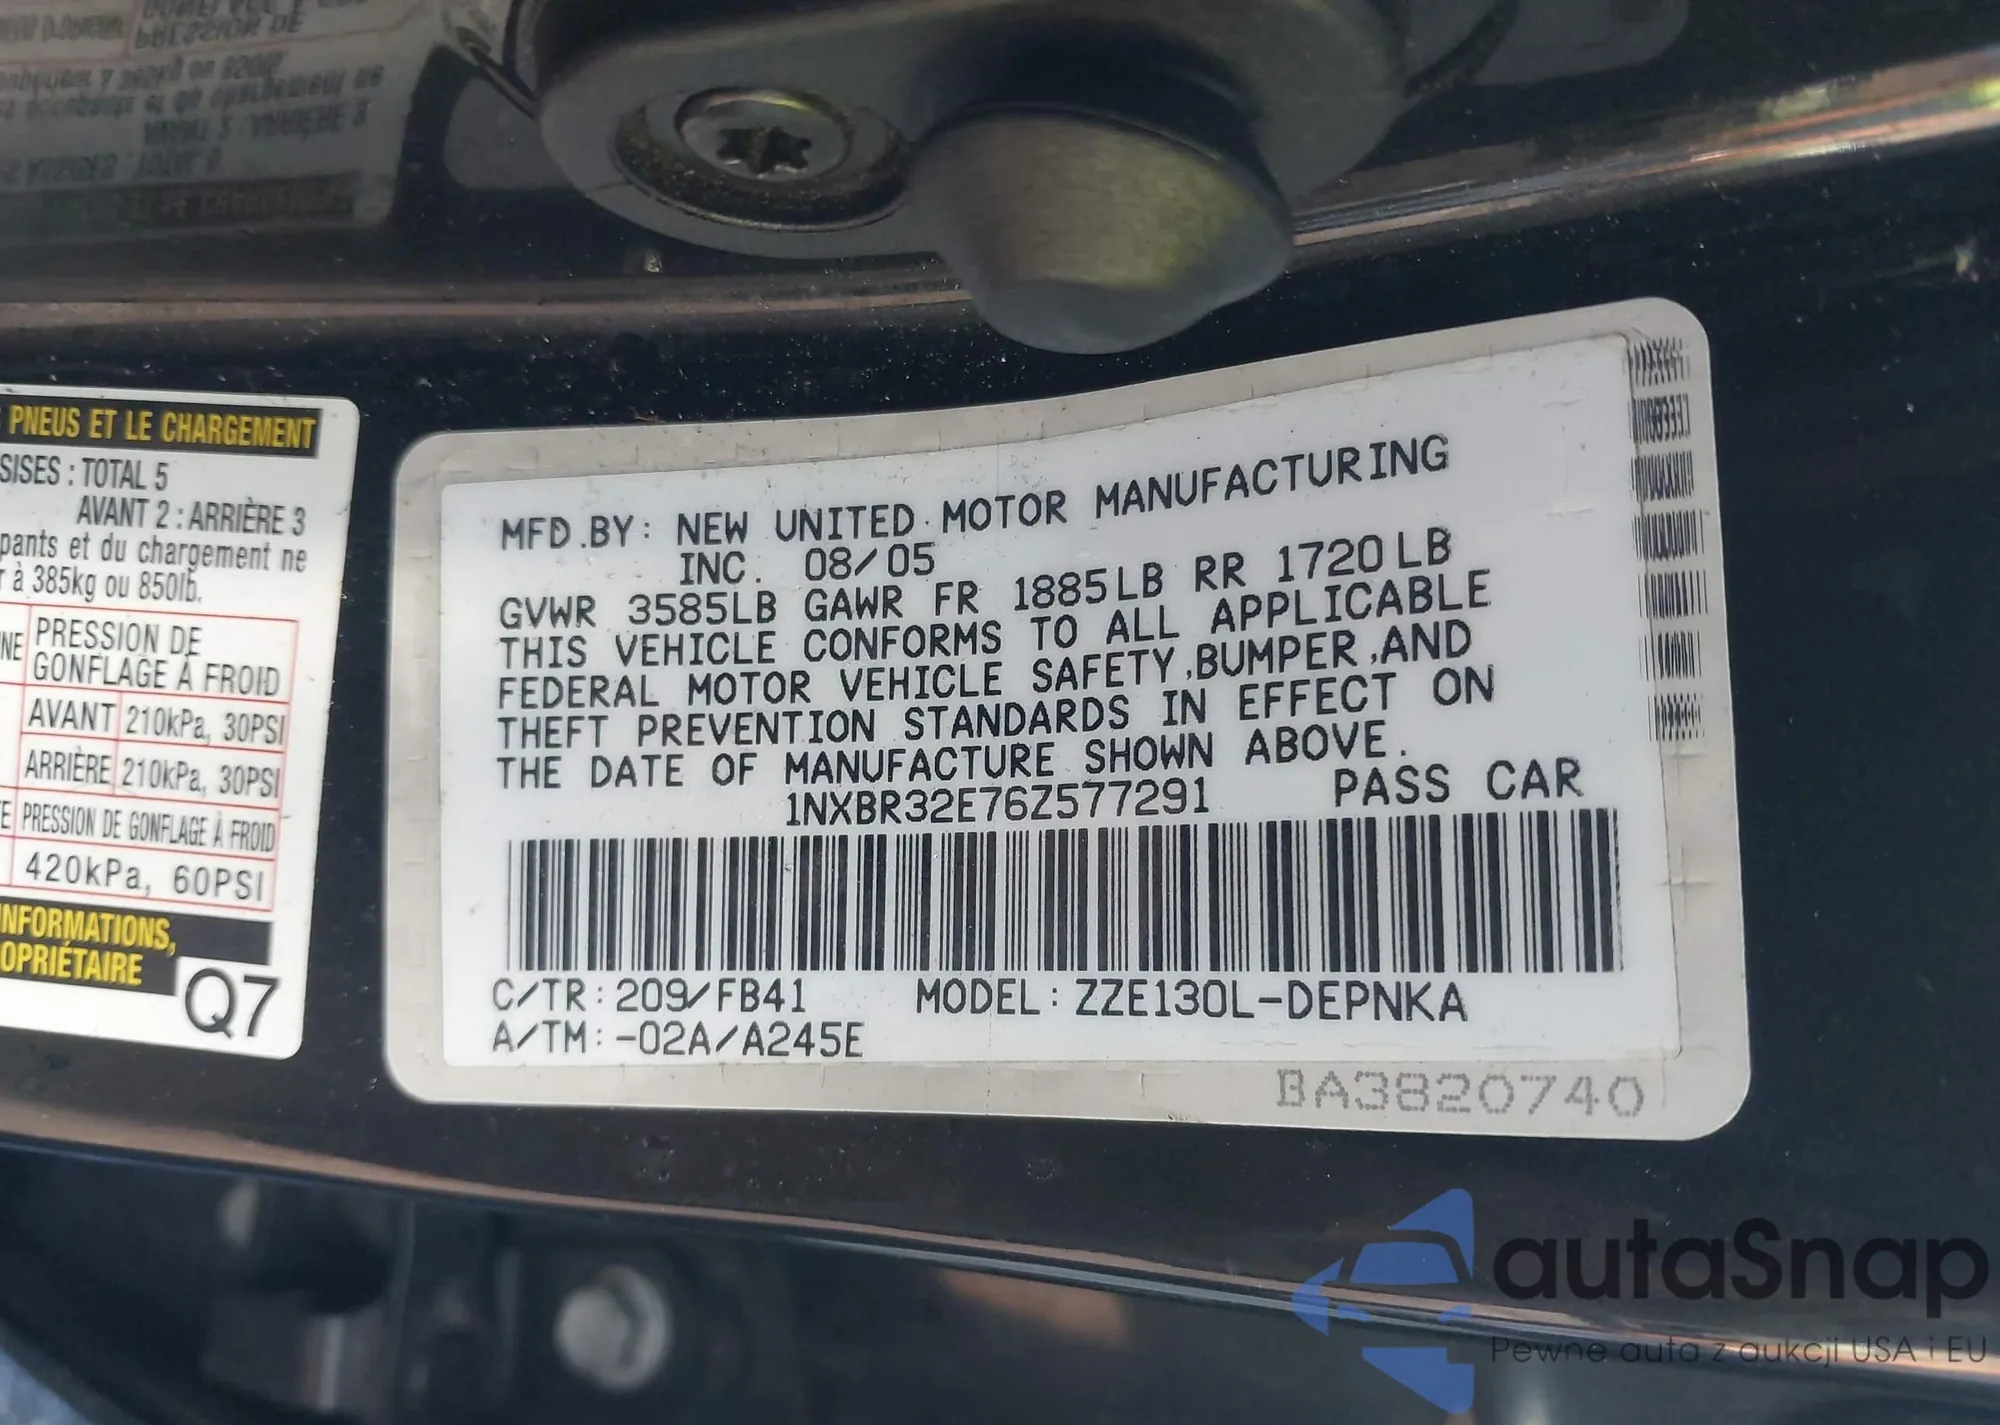 PNEUS ET LE CHARGEMENT
SISES : TOTAL 5
AVANT 2 : ARRIÈRE 3
pants et du chargement ne
r à 385kg ou 850lb.
NE PRESSION DE
GONFLAGE À FROID
AVANT 210kPa, 30PSI
ARRIÈRE 210kPa, 30PSI
E PRESSION DE GONFLAGE À FROID
420kPa, 60PSI
NFORMATIONS,
OPRIÉTAIRE
Q7
MFD.BY: NEW UNITED MOTOR MANUFACTURING
INC. 08/05
GVWR 3585LB GAWR FR 1885LB RR 1720LB
THIS VEHICLE CONFORMS TO ALL APPLICABLE
FEDERAL MOTOR VEHICLE SAFETY,BUMPER,AND
THEFT PREVENTION STANDARDS IN EFFECT ON
THE DATE OF MANUFACTURE SHOWN ABOVE.
1NXBR32E76Z577291 PASS CAR
C/TR:209/FB41 MODEL:ZZE130L-DEPNKA
A/TM:-02A/A245E
BA3820740
autaSnap
Pewne auta z aukcji USA i EU